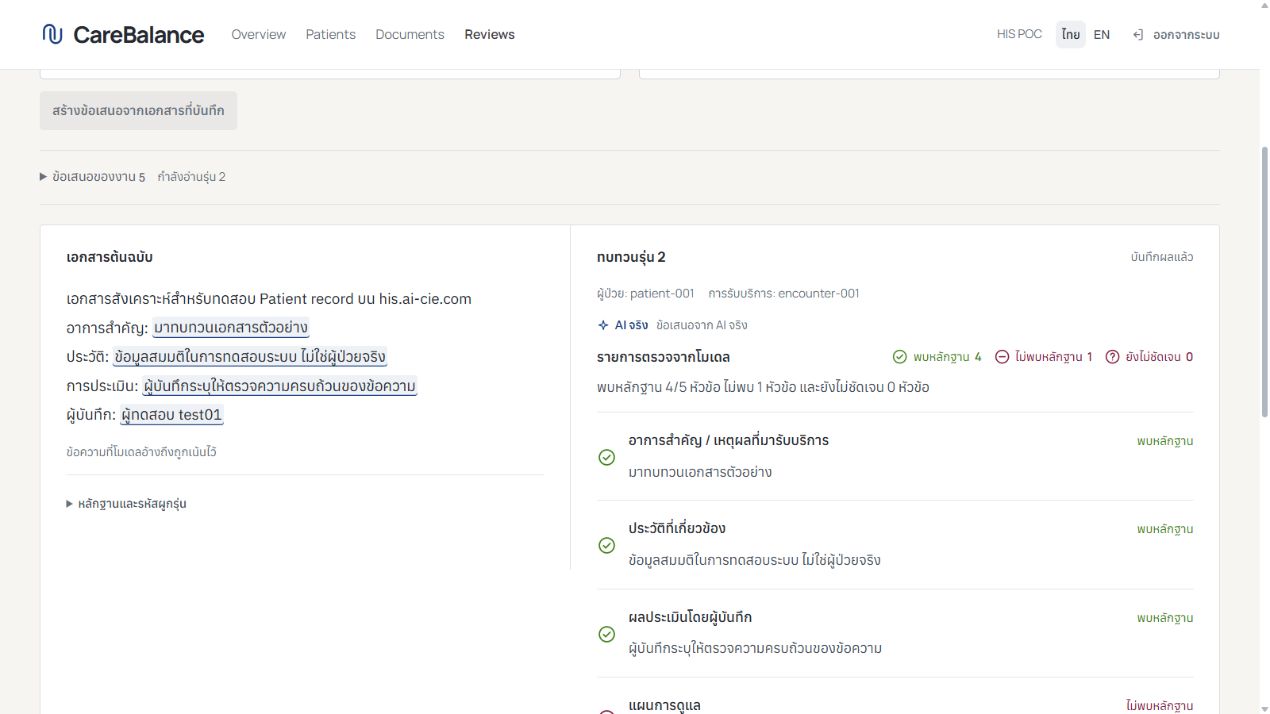 CareBalance Overview Patients Documents Reviews HIS POC ไทย EN ออกจากระบบ
สร้างข้อเสนอจากเอกสารที่บันทึก
ข้อเสนอของงาน 5 กำลังอ่านรุ่น 2
เอกสารต้นฉบับ
เอกสารสังเคราะห์สำหรับทดสอบ Patient record บน his.ai-cie.com
อาการสำคัญ: มาทบทวนเอกสารตัวอย่าง
ประวัติ: ข้อมูลสมมติในการทดสอบระบบ ไม่ใช่ผู้ป่วยจริง
การประเมิน: ผู้บันทึกระบุให้ตรวจความครบถ้วนของข้อความ
ผู้บันทึก: ผู้ทดสอบ test01
ข้อความที่โมเดลอ้างถึงถูกเน้นไว้
หลักฐานและรหัสผูกรุ่น
ทบทวนรุ่น 2 บันทึกผลแล้ว
ผู้ป่วย: patient-001 การรับบริการ: encounter-001
AI จริง ข้อเสนอจาก AI จริง
รายการตรวจจากโมเดล พบหลักฐาน 4 ไม่พบหลักฐาน 1 ยังไม่ชัดเจน 0
พบหลักฐาน 4/5 หัวข้อ ไม่พบ 1 หัวข้อ และยังไม่ชัดเจน 0 หัวข้อ
อาการสำคัญ / เหตุผลที่มารับบริการ พบหลักฐาน
มาทบทวนเอกสารตัวอย่าง
ประวัติที่เกี่ยวข้อง พบหลักฐาน
ข้อมูลสมมติในการทดสอบระบบ ไม่ใช่ผู้ป่วยจริง
ผลประเมินโดยผู้บันทึก พบหลักฐาน
ผู้บันทึกระบุให้ตรวจความครบถ้วนของข้อความ
แผนการดูแล ไม่พบหลักฐาน